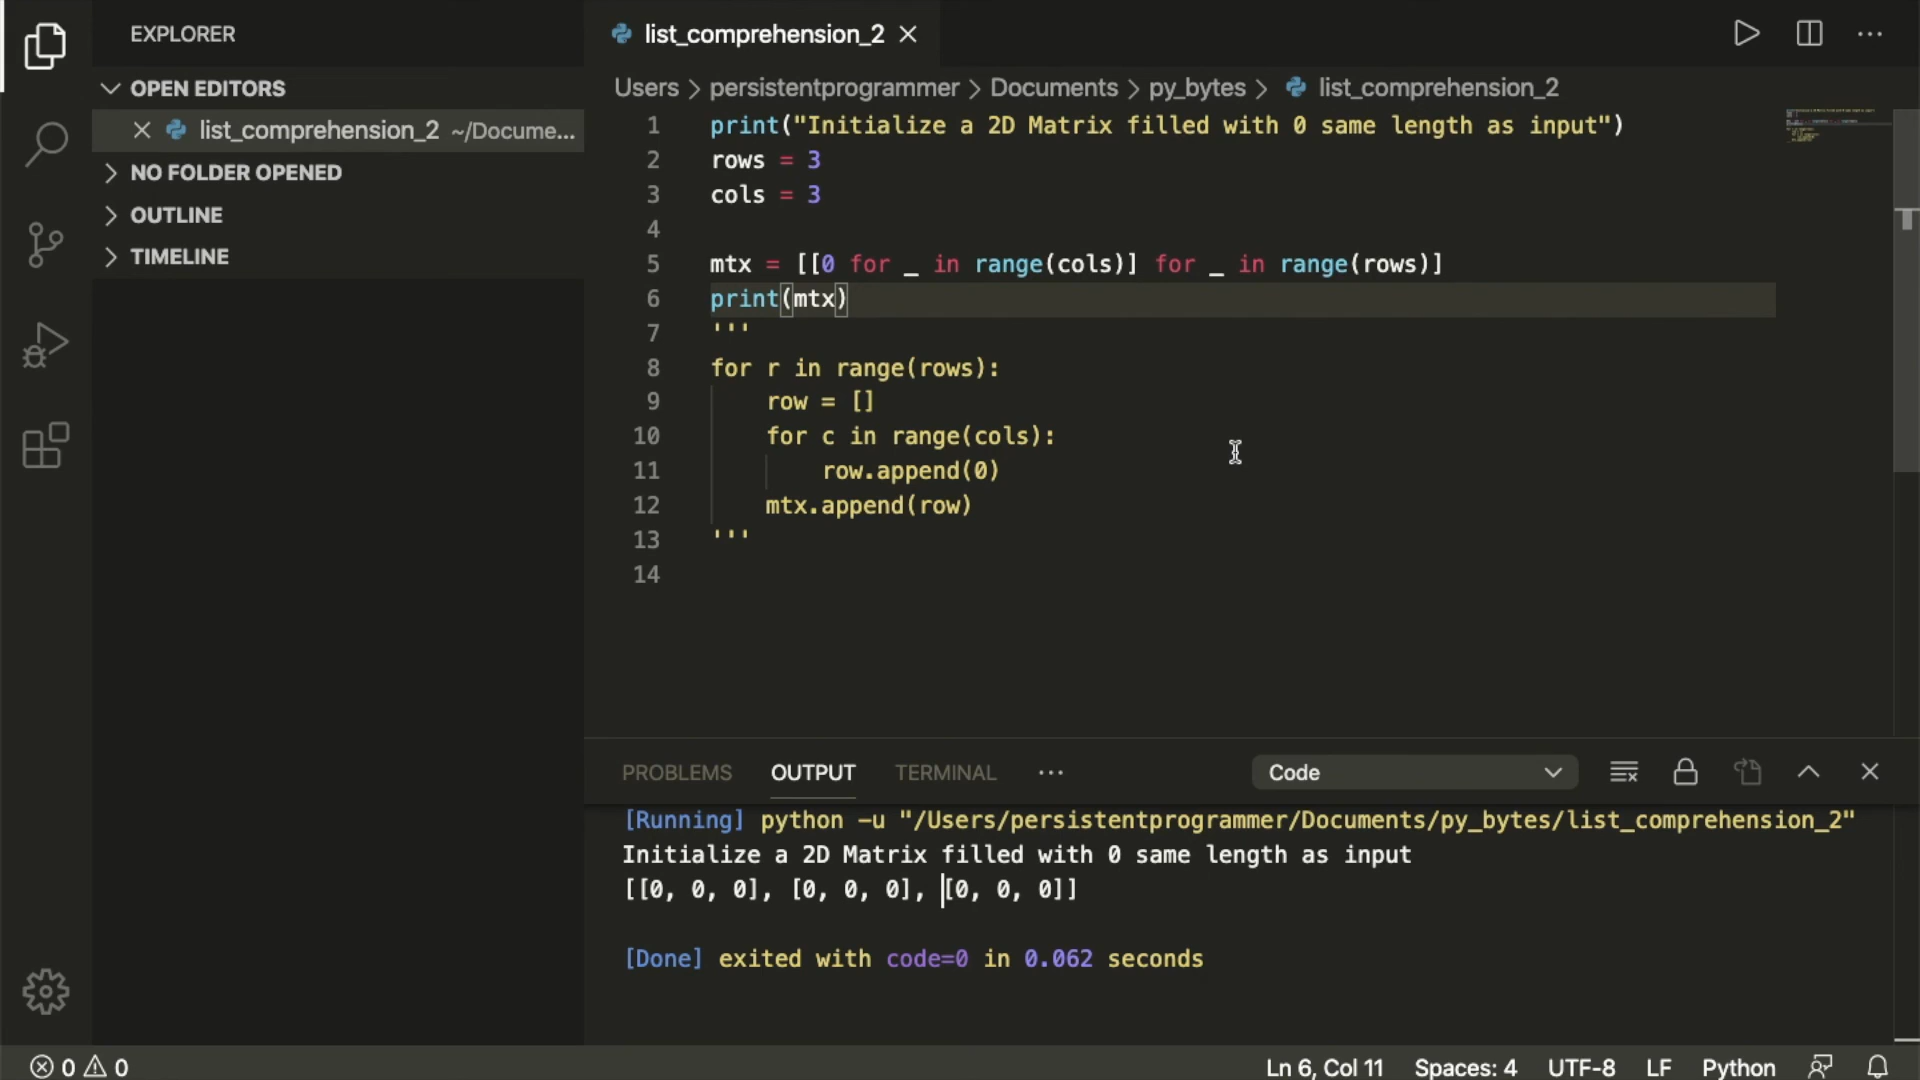 EXPLORER
OPEN EDITORS
list_comprehension_2 ~/Docume...
NO FOLDER OPENED
OUTLINE
TIMELINE
list_comprehension_2
Users > persistentprogrammer > Documents > py_bytes > list_comprehension_2
1 print("Initialize a 2D Matrix filled with 0 same length as input")
2 rows = 3
3 cols = 3
4
5 mtx = [[0 for _ in range(cols)] for _ in range(rows)]
6 print(mtx)
7 '''
8 for r in range(rows):
9     row = []
10     for c in range(cols):
11         row.append(0)
12     mtx.append(row)
13 '''
14
PROBLEMS OUTPUT TERMINAL ··· Code
[Running] python -u "/Users/persistentprogrammer/Documents/py_bytes/list_comprehension_2"
Initialize a 2D Matrix filled with 0 same length as input
[[0, 0, 0], [0, 0, 0], [0, 0, 0]]
[Done] exited with code=0 in 0.062 seconds
0 0 Ln 6, Col 11 Spaces: 4 UTF-8 LF Python